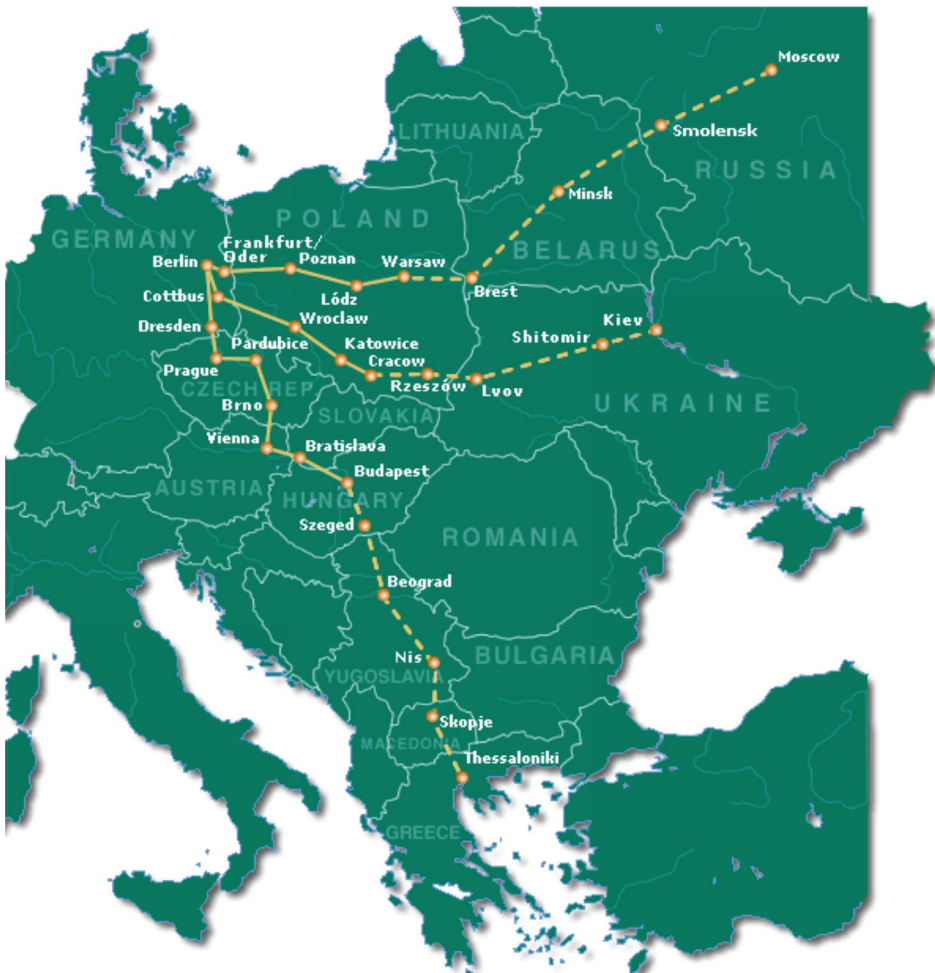 Moscow
LITHUANIA
Smolensk
RUSSIA
Minsk
POLAND
GERMANY
BELARUS
Frankfurt/
Oder
Poznan
Berlin
Warsaw
Brest
Cottbus
Lódz
Kiev
Dresden
Wroclaw
Shitomir
Pardubice
Katowice
Cracow
Prague
CZECH REP
Rzeszów
Lvov
Brno
SLOVAKIA
UKRAINE
Vienna
Bratislava
Budapest
AUSTRIA
HUNGARY
Szeged
ROMANIA
Beograd
Nis
BULGARIA
YUGOSLAVIA
Skopje
MACEDONIA
Thessaloniki
GREECE